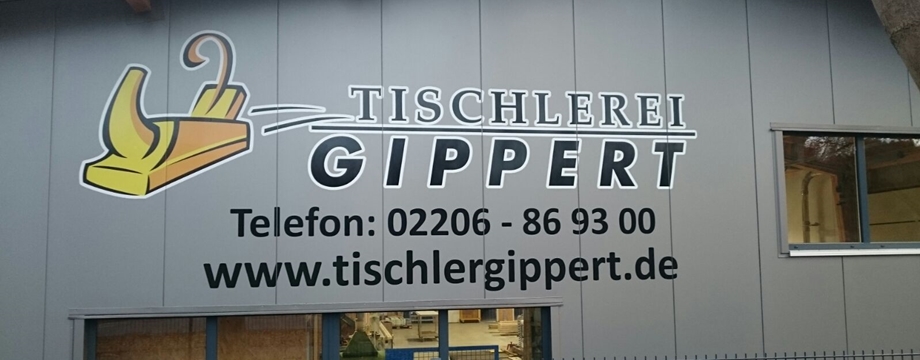 TISCHLEREI
GIPPERT
Telefon: 02206 - 86 93 00
www.tischlergippert.de